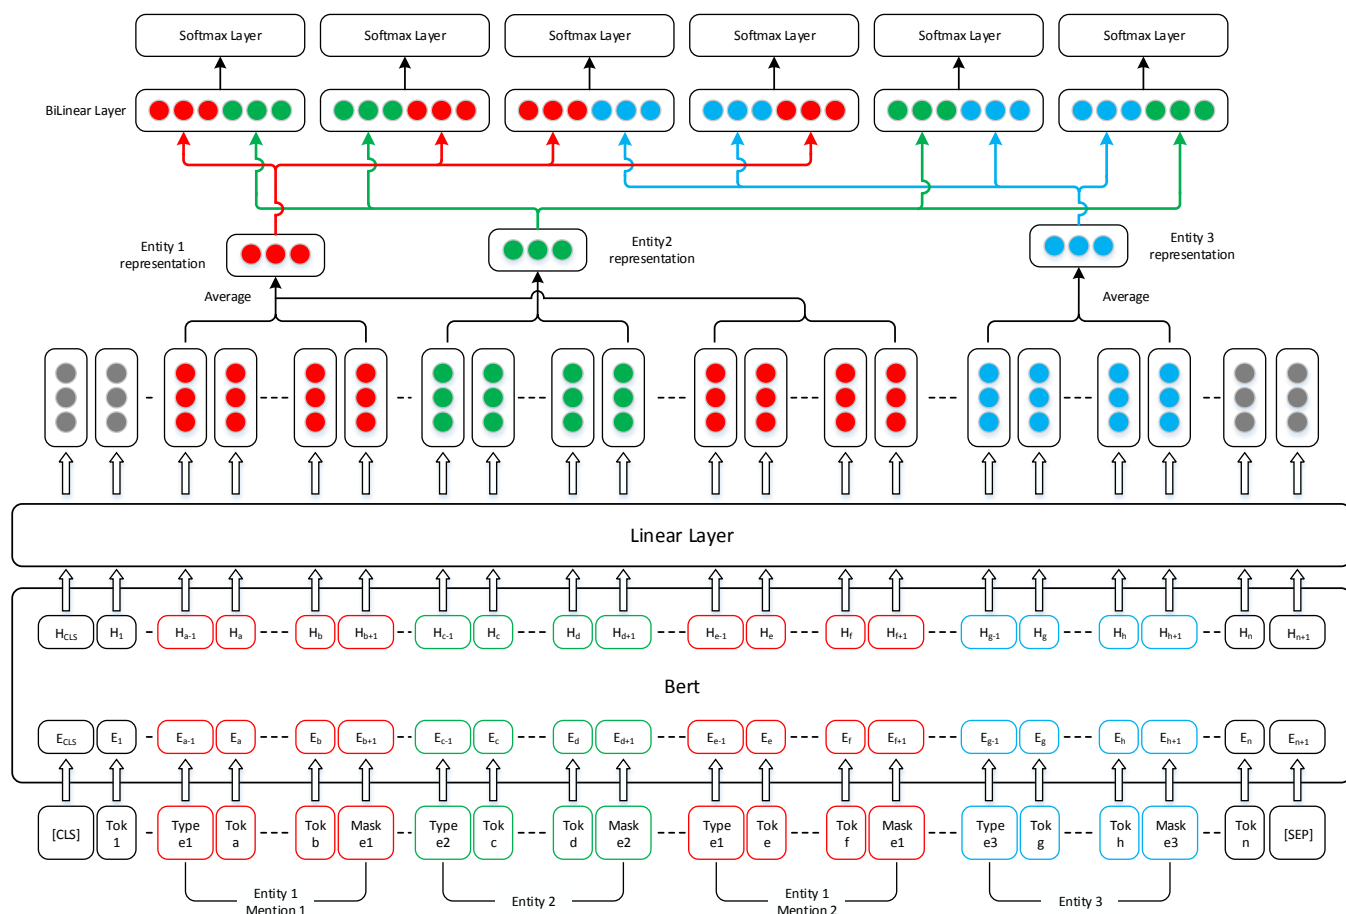 Softmax Layer Softmax Layer Softmax Layer Softmax Layer Softmax Layer Softmax Layer
BiLinear Layer
Entity 1
representation
Entity2
representation
Entity 3
representation
Average
Average
Linear Layer
HCLS H1 Ha-1 Ha Hb Hb+1 Hc-1 Hc Hd Hd+1 He-1 He Hf Hf+1 Hg-1 Hg Hh Hh+1 Hn Hn+1
Bert
ECLS E1 Ea-1 Ea Eb Eb+1 Ec-1 Ec Ed Ed+1 Ee-1 Ee Ef Ef+1 Eg-1 Eg Eh Eh+1 En En+1
[CLS]
Tok
1
Typ
e1
Tok
a
Tok
b
Mask
e1
Typ
e2
Tok
c
Tok
d
Mask
e2
Typ
e1
Tok
e
Tok
f
Mask
e1
Typ
e3
Tok
g
Tok
h
Mask
e3
Tok
n
[SEP]
Entity 1
Mention 1
Entity 2
Entity 1
Mention 2
Entity 3